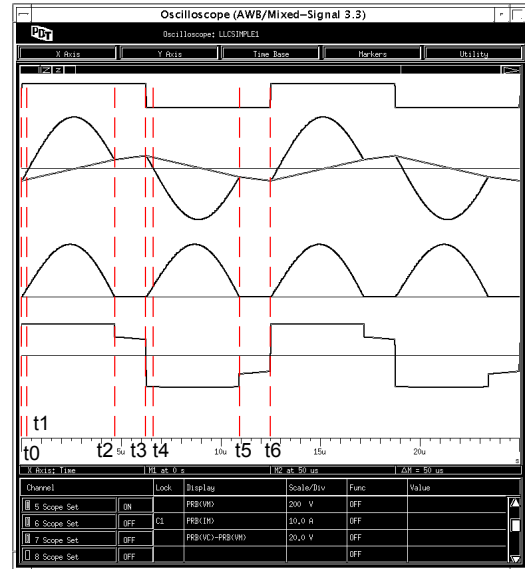 Oscilloscope (AWB/Mixed-Signal 3.3)
PDT
Oscilloscope: LLCSIMPLE1
X Axis Y Axis Time Base Markers Utility
t1
t0 t2 5u t3 t4 10u t5 t6 15u 20u s
X Axis: Time M1 at 0 s M2 at 50 us ΔM = 50 us
Channel Lock Display Scale/Div Func Value
5 Scope Set ON PRB(VM) 200 V OFF
6 Scope Set OFF C1 PRB(IM) 10.0 A OFF
7 Scope Set OFF PRB(VC)-PRB(VM) 20.0 V OFF
8 Scope Set OFF OFF